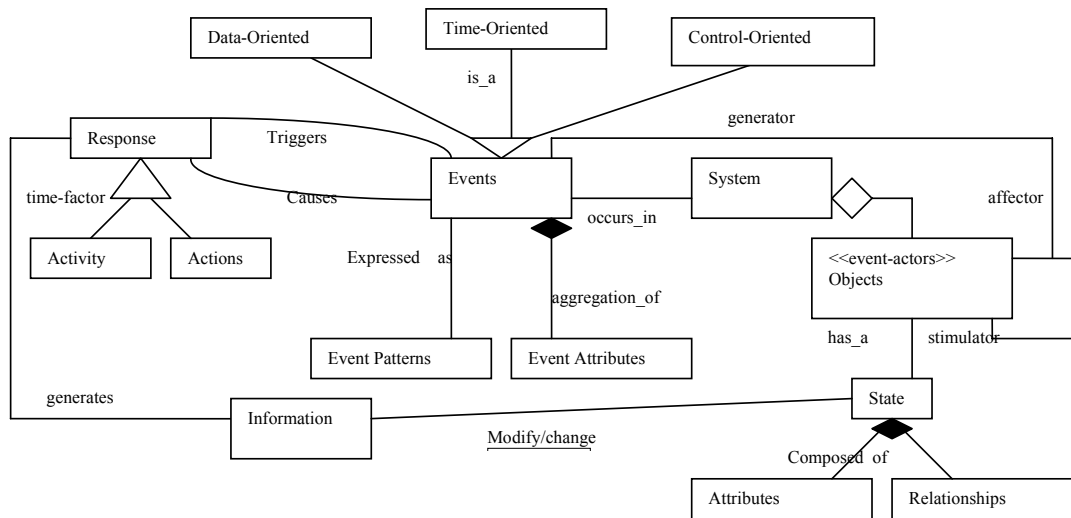 Data-Oriented
Time-Oriented
Control-Oriented
is_a
generator
Response
Triggers
Events
System
time-factor
Causes
occurs_in
affector
Activity
Actions
Expressed as
<<event-actors>>
Objects
aggregation_of
has_a
stimulator
Event Patterns
Event Attributes
generates
Information
State
Modify/change
Composed of
Attributes
Relationships